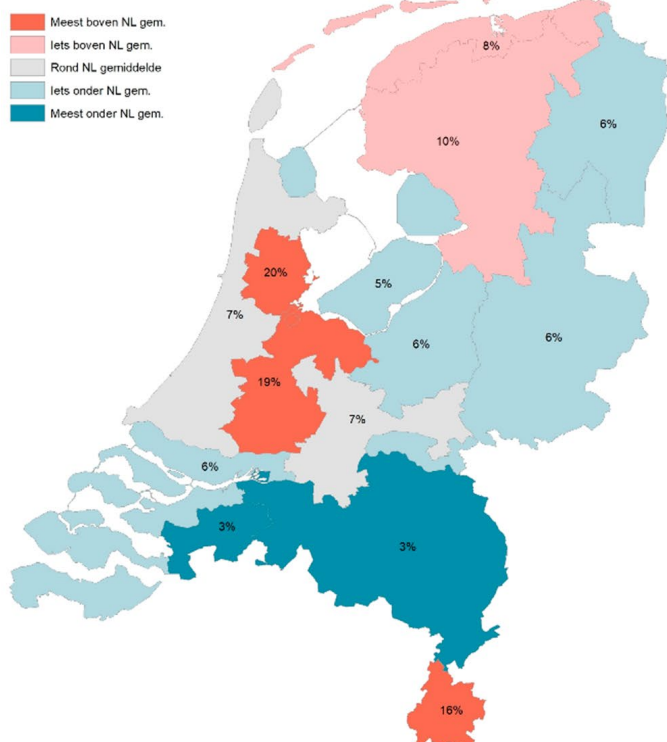 Meest boven NL gem.
Iets boven NL gem.
Rond NL gemiddelde
Iets onder NL gem.
Meest onder NL gem.
8%
6%
10%
20%
5%
7%
6%
6%
19%
7%
6%
3%
3%
16%